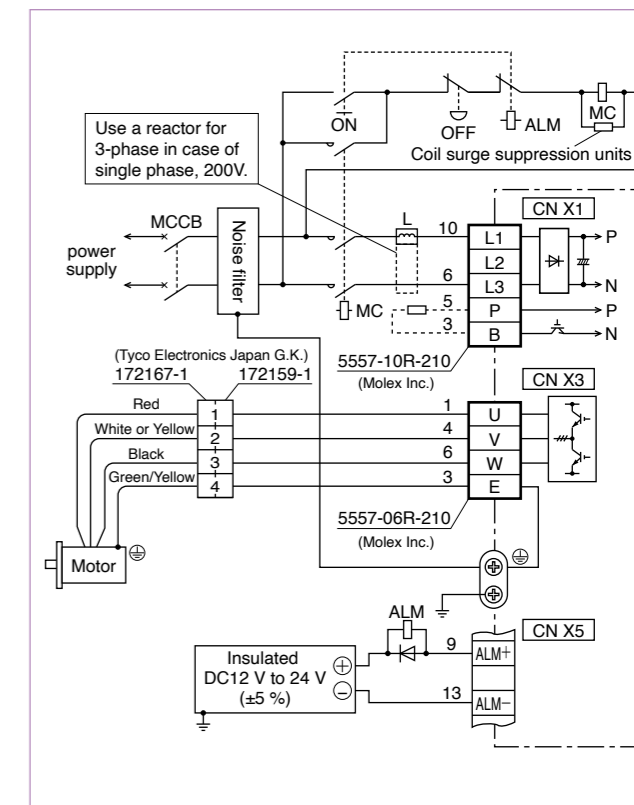 ON
OFF
ALM
MC
Coil surge suppression units
Use a reactor for
3-phase in case of
single phase, 200V.
MCCB
power
supply
Noise filter
L
MC
10
6
5
3
CN X1
L1
L2
L3
P
B
P
N
P
N
5557-10R-210
(Molex Inc.)
(Tyco Electronics Japan G.K.)
172167-1 172159-1
Red
White or Yellow
Black
Green/Yellow
1
2
3
4
1
4
6
3
CN X3
U
V
W
E
5557-06R-210
(Molex Inc.)
Motor
ALM
Insulated
DC12 V to 24 V
(±5 %)
9
13
CN X5
ALM+
ALM−